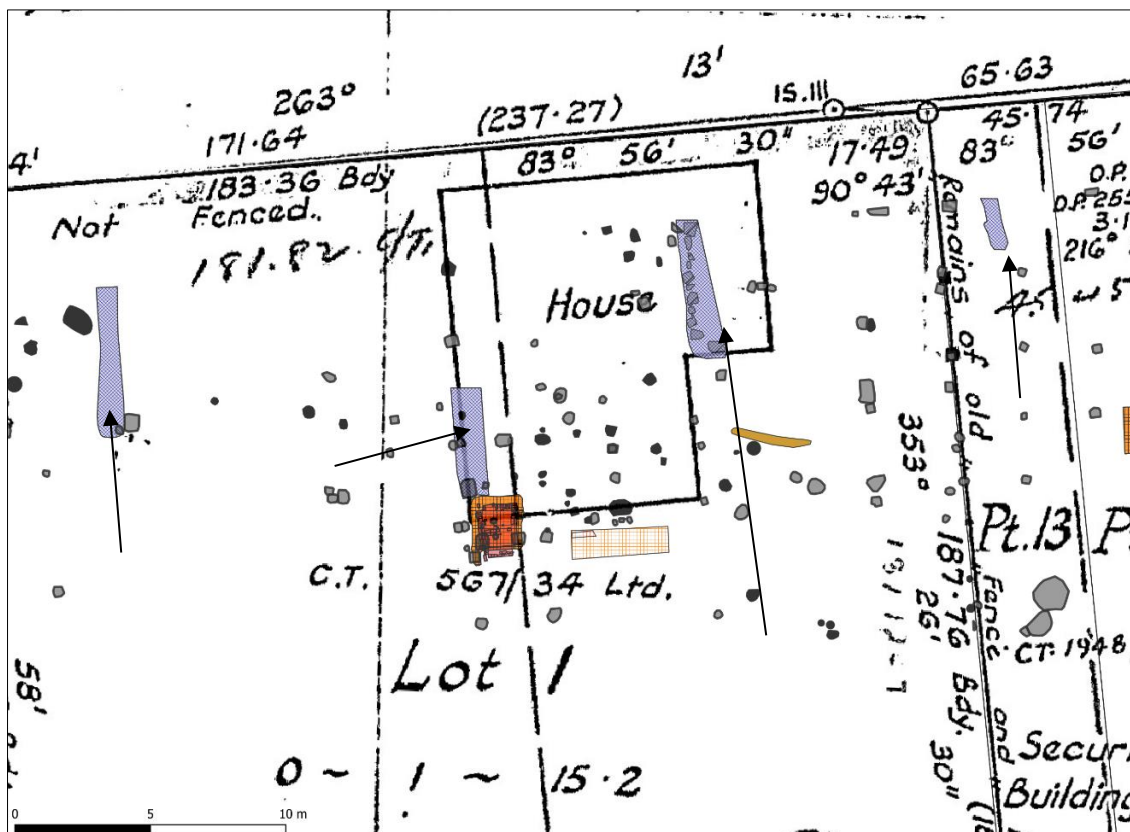 13'
65.63
263°
15.111
(237.27)
171.64
45. 74
4'
83° 56' 30"
17.49
83°
56'
183.36 Bdy
90° 43'
O.P.
Not Fenced.
Remains of old
O.P. 255
181.82 C/T,
3.1
216°
House
45
353°
Pt.13 P
C.T. 567/34 Ltd.
187.76 Bdy.
26'
Fence
C.T. 1948
Lot 1
58'
and
30"
Securi
0 ~ 1 ~ 15.2
Building
0 5 10 m